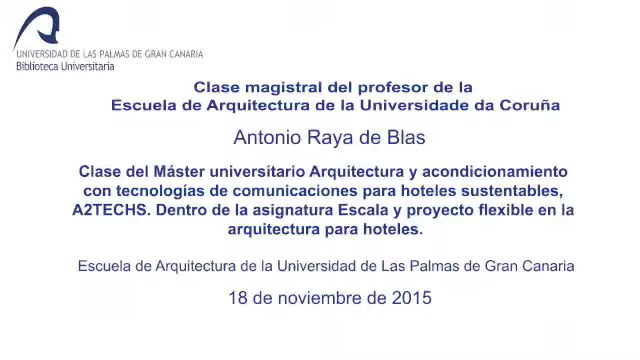 UNIVERSIDAD DE LAS PALMAS DE GRAN CANARIA
Biblioteca Universitaria
Clase magistral del profesor de la
Escuela de Arquitectura de la Universidade da Coruña
Antonio Raya de Blas
Clase del Máster universitario Arquitectura y acondicionamiento
con tecnologías de comunicaciones para hoteles sustentables,
A2TECHS. Dentro de la asignatura Escala y proyecto flexible en la
arquitectura para hoteles.
Escuela de Arquitectura de la Universidad de Las Palmas de Gran Canaria
18 de noviembre de 2015